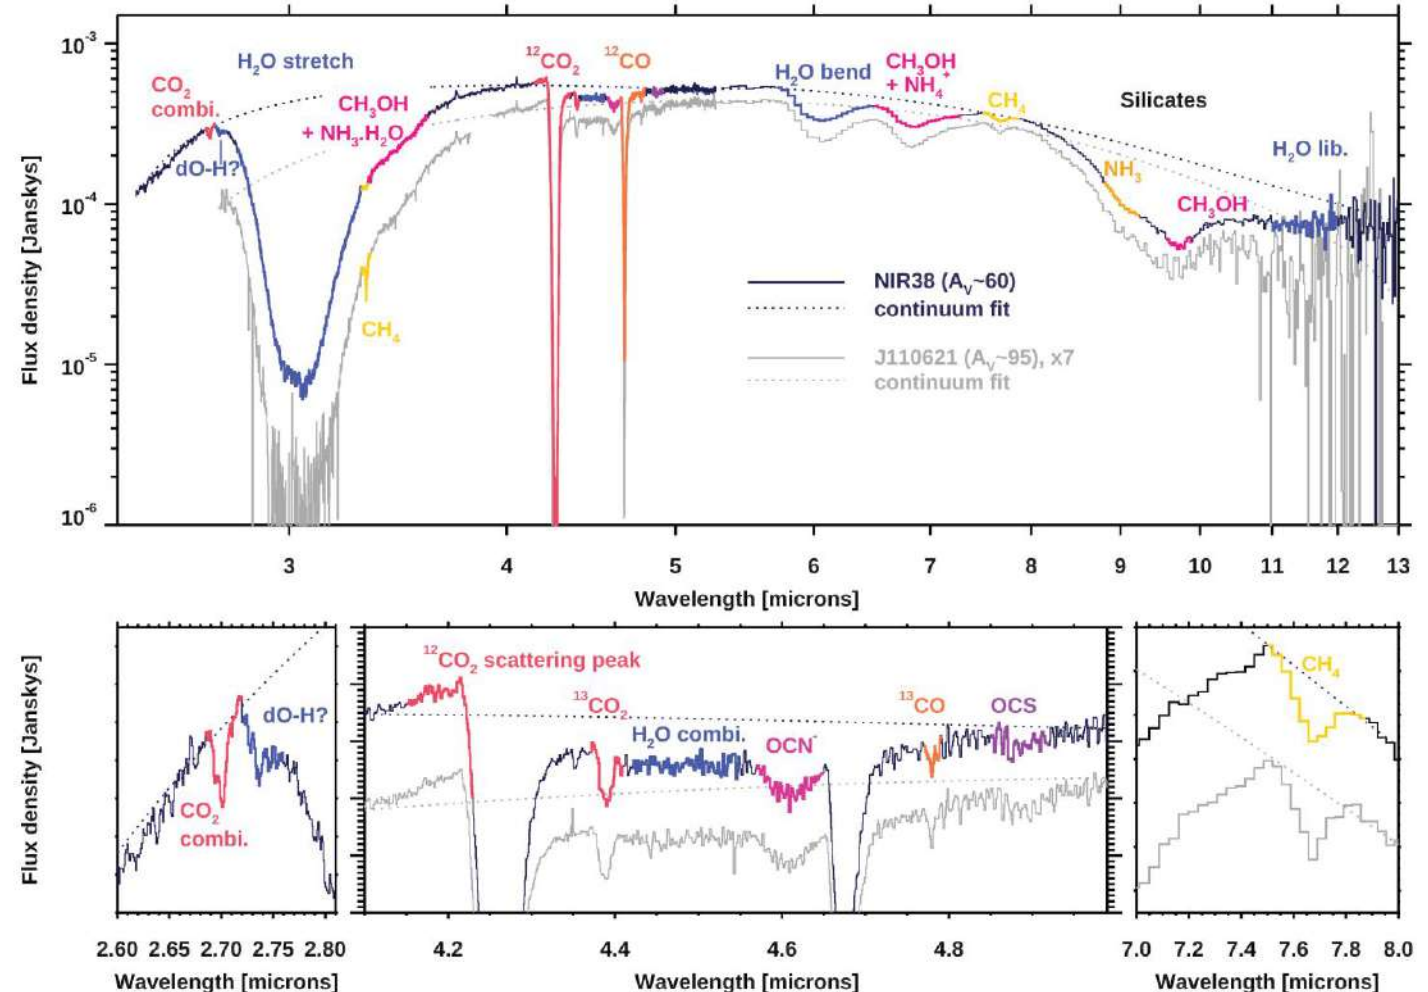 10⁻³
10⁻⁴
10⁻⁵
10⁻⁶
Flux density [Janskys]
CO₂
combi.
H₂O stretch
dO-H?
CH₃OH
+ NH₃.H₂O
CH₄
¹²CO₂
¹²CO
H₂O bend
CH₃OH
+ NH₄⁺
CH₄
Silicates
NH₃
CH₃OH
H₂O lib.
NIR38 (Aᵥ~60)
continuum fit
J110621 (Aᵥ~95), x7
continuum fit
3 4 5 6 7 8 9 10 11 12 13
Wavelength [microns]
Flux density [Janskys]
dO-H?
CO₂
combi.
2.60 2.65 2.70 2.75 2.80
Wavelength [microns]
¹²CO₂ scattering peak
¹³CO₂
H₂O combi.
OCN⁻
¹³CO
OCS
4.2 4.4 4.6 4.8
Wavelength [microns]
CH₄
7.0 7.2 7.4 7.6 7.8 8.0
Wavelength [microns]